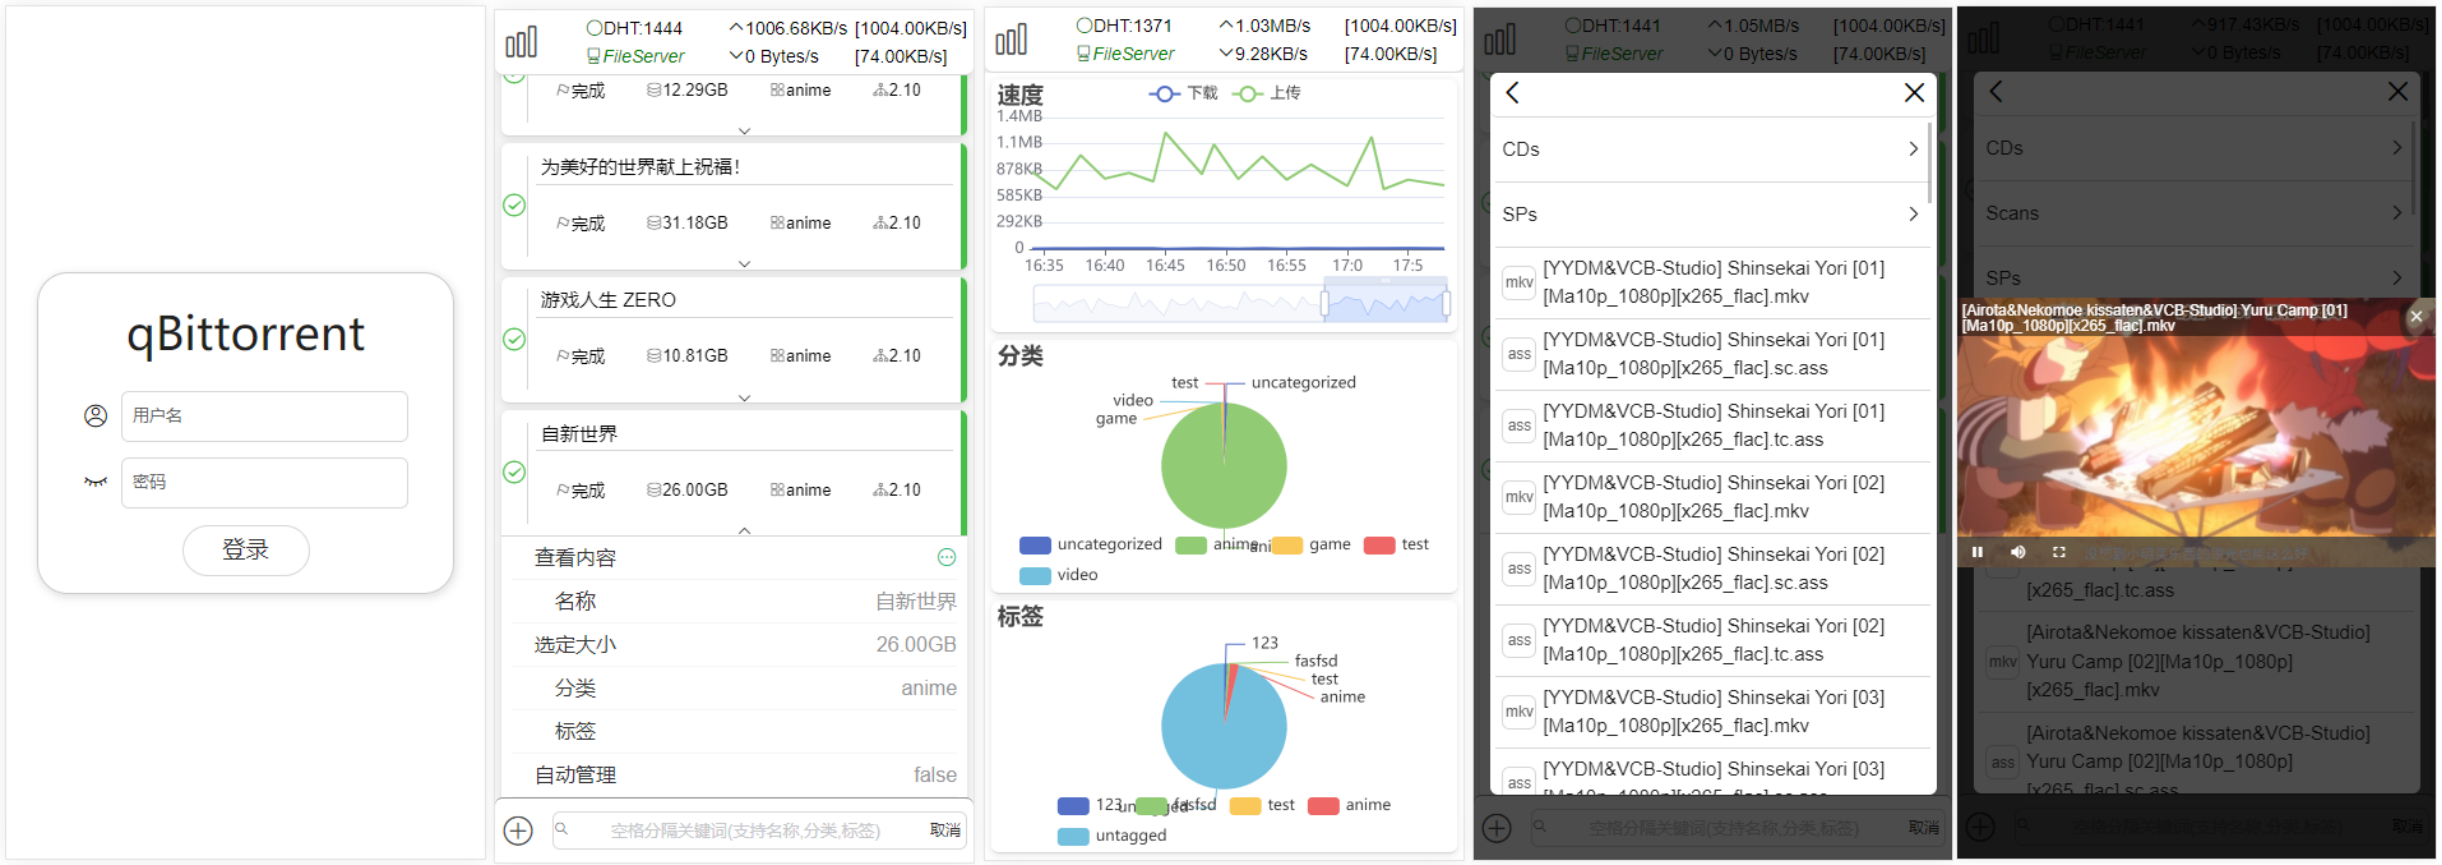 qBittorrent
用户名
密码
登录
DHT:1444
1006.68KB/s
[1004.00KB/s]
FileServer
0 Bytes/s
[74.00KB/s]
完成
12.29GB
anime
2.10
为美好的世界献上祝福!
完成
31.18GB
anime
2.10
游戏人生 ZERO
完成
10.81GB
anime
2.10
自新世界
完成
26.00GB
anime
2.10
查看内容
名称
自新世界
选定大小
26.00GB
分类
anime
标签
自动管理
false
空格分隔关键词(支持名称,分类,标签)
取消
DHT:1371
1.03MB/s
[1004.00KB/s]
FileServer
9.28KB/s
[74.00KB/s]
速度
下载
上传
1.4MB
1.1MB
878KB
585KB
292KB
0
16:35
16:40
16:45
16:50
16:55
17:0
17:5
分类
test
uncategorized
video
game
uncategorized
anime
ani
game
test
video
标签
123
fasfsd
test
anime
123
fasfsd
test
anime
untagged
DHT:1441
1.05MB/s
[1004.00KB/s]
FileServer
0 Bytes/s
[74.00KB/s]
CDs
SPs
mkv
[YYDM&VCB-Studio] Shinsekai Yori [01]
[Ma10p_1080p][x265_flac].mkv
ass
[YYDM&VCB-Studio] Shinsekai Yori [01]
[Ma10p_1080p][x265_flac].sc.ass
ass
[YYDM&VCB-Studio] Shinsekai Yori [01]
[Ma10p_1080p][x265_flac].tc.ass
mkv
[YYDM&VCB-Studio] Shinsekai Yori [02]
[Ma10p_1080p][x265_flac].mkv
ass
[YYDM&VCB-Studio] Shinsekai Yori [02]
[Ma10p_1080p][x265_flac].sc.ass
ass
[YYDM&VCB-Studio] Shinsekai Yori [02]
[Ma10p_1080p][x265_flac].tc.ass
mkv
[YYDM&VCB-Studio] Shinsekai Yori [03]
[Ma10p_1080p][x265_flac].mkv
ass
[YYDM&VCB-Studio] Shinsekai Yori [03]
[Ma10p_1080p][x265_flac].sc.ass
空格分隔关键词(支持名称,分类,标签)
取消
DHT:1441
917.43KB/s
[1004.00KB/s]
FileServer
0 Bytes/s
[74.00KB/s]
CDs
Scans
SPs
[Airota&Nekomoe kissaten&VCB-Studio] Yuru Camp [01]
[Ma10p_1080p][x265_flac].mkv
[x265_flac].tc.ass
mkv
[Airota&Nekomoe kissaten&VCB-Studio]
Yuru Camp [02][Ma10p_1080p]
[x265_flac].mkv
ass
[Airota&Nekomoe kissaten&VCB-Studio]
Yuru Camp [02][Ma10p_1080p]
[x265_flac].sc.ass
空格分隔关键词(支持名称,分类,标签)
取消